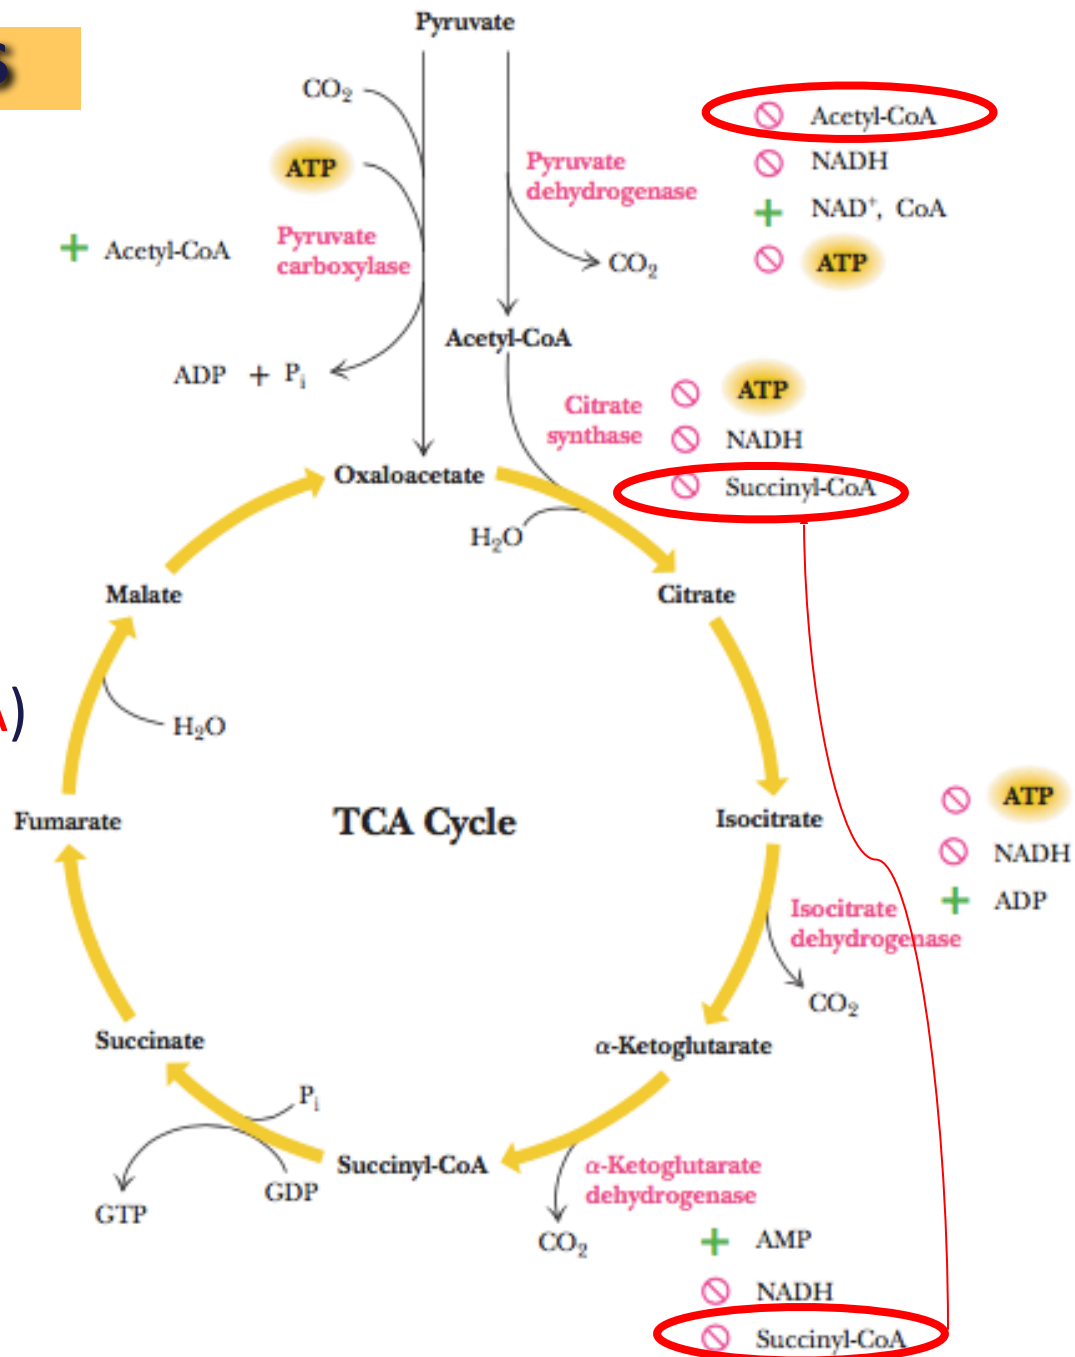 S
Pyruvate
CO₂
ATP
+ Acetyl-CoA
Pyruvate
carboxylase
ADP + Pᵢ
Pyruvate
dehydrogenase
CO₂
Acetyl-CoA
NADH
+ NAD⁺, CoA
ATP
Acetyl-CoA
Citrate
synthase
ATP
NADH
Succinyl-CoA
Oxaloacetate
H₂O
Malate
Citrate
A)
H₂O
Fumarate
TCA Cycle
Isocitrate
ATP
NADH
+ ADP
Isocitrate
dehydrogenase
CO₂
Succinate
α-Ketoglutarate
Pᵢ
Succinyl-CoA
GDP
GTP
α-Ketoglutarate
dehydrogenase
CO₂
+ AMP
NADH
Succinyl-CoA